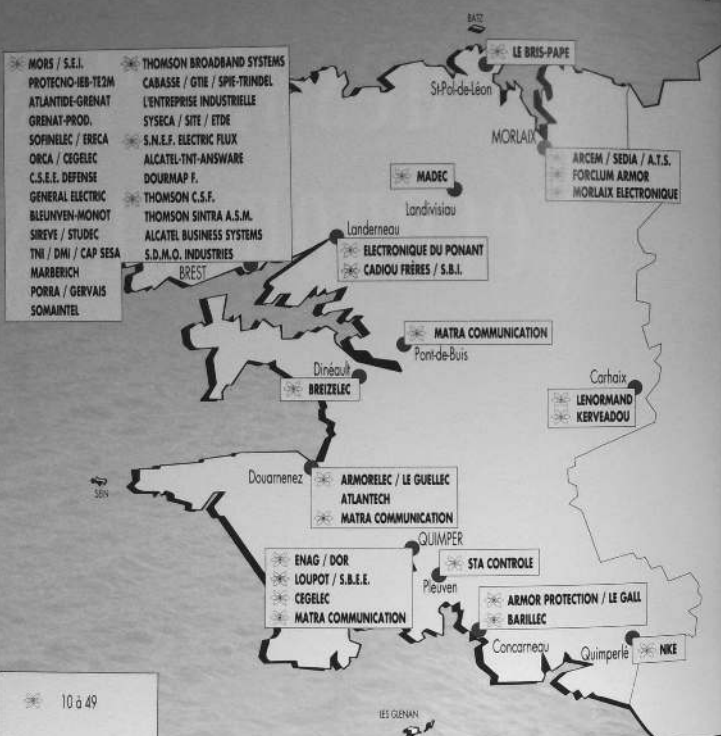 BATZ
LE BRIS-PAPE
St-Pol-de-Léon
MORS / S.E.I.
PROTECNO-IEB-TE2M
ATLANTIDE-GRENAT
GRENAT-PROD.
SOFINELEC / ERECA
ORCA / CEGELEC
C.S.E.E. DEFENSE
GENERAL ELECTRIC
BLEUNVEN-MONOT
SIREVE / STUDEC
TNI / DMI / CAP SESA
MARBERICH
PORRA / GERVAIS
SOMAINTEL
THOMSON BROADBAND SYSTEMS
CABASSE / GTIE / SPIE-TRINDEL
L'ENTREPRISE INDUSTRIELLE
SYSECA / SITE / ETDE
S.N.E.F. ELECTRIC FLUX
ALCATEL-TNT-ANSWARE
DOURMAP F.
THOMSON C.S.F.
THOMSON SINTRA A.S.M.
ALCATEL BUSINESS SYSTEMS
S.D.M.O. INDUSTRIES
BREST
MORLAIX
ARCEM / SEDIA / A.T.S.
FORCLUM ARMOR
MORLAIX ELECTRONIQUE
MADEC
Landivisiau
Landerneau
ELECTRONIQUE DU PONANT
CADIOU FRÈRES / S.B.I.
MATRA COMMUNICATION
Pont-de-Buis
Dinéault
BREIZELEC
Carhaix
LENORMAND
KERVEADOU
SEIN
Douarnenez
ARMORELEC / LE GUELLEC
ATLANTECH
MATRA COMMUNICATION
QUIMPER
ENAG / DOR
LOUPOT / S.B.E.E.
CEGELEC
MATRA COMMUNICATION
STA CONTROLE
Pleuven
ARMOR PROTECTION / LE GALL
BARILLEC
Concarneau
Quimperlé
NKE
10 à 49
LES GLENAN